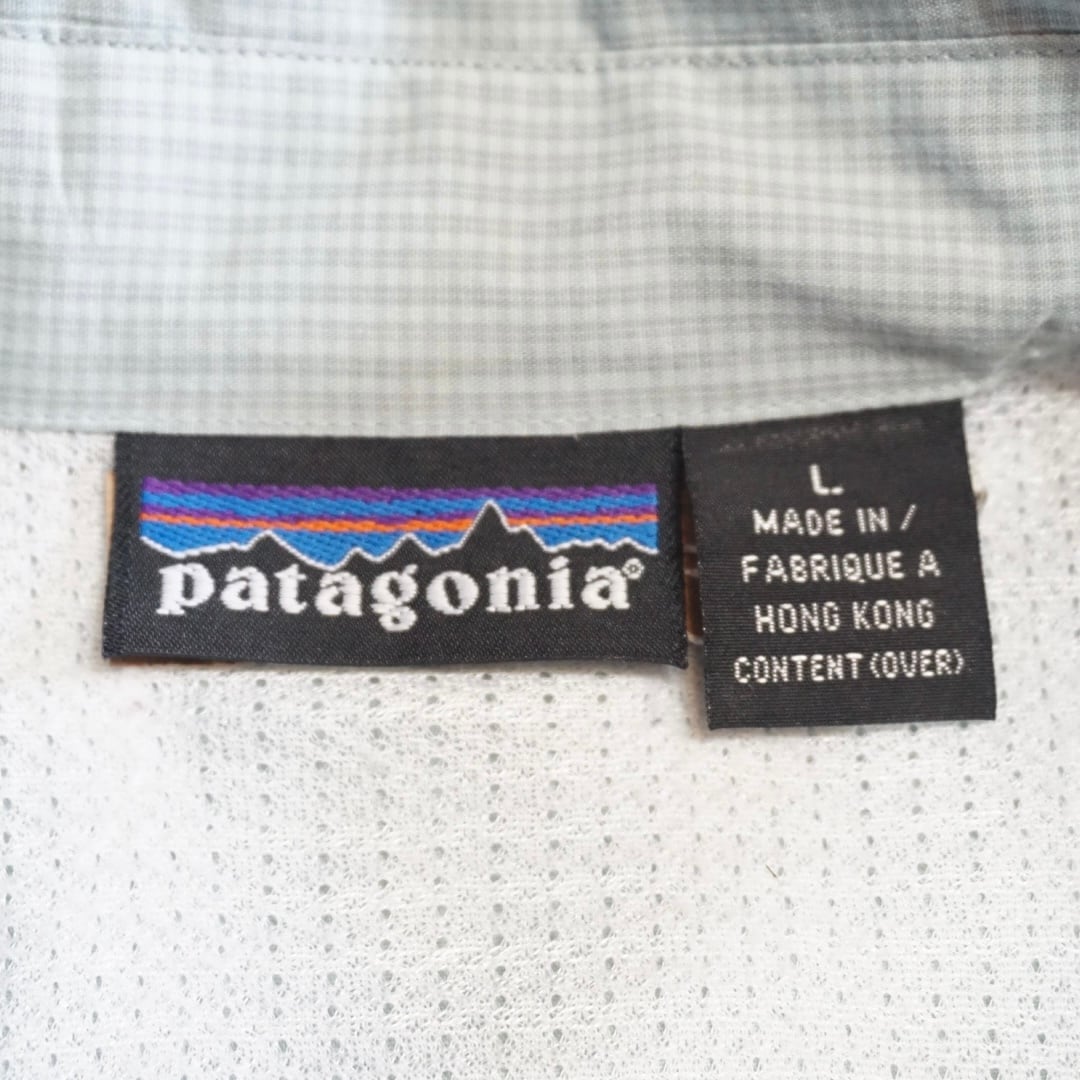 patagonia®
L.
MADE IN /
FABRIQUE A
HONG KONG
CONTENT (OVER)